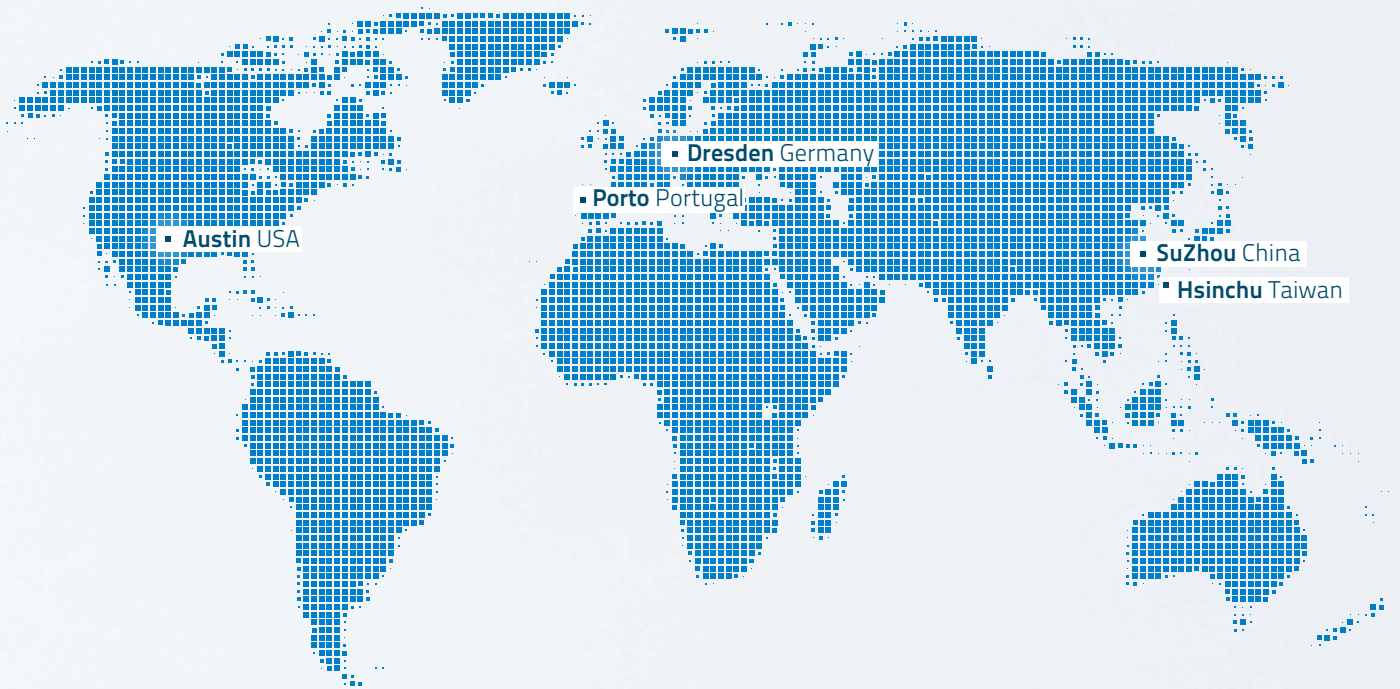 Dresden Germany
Porto Portugal
Austin USA
SuZhou China
Hsinchu Taiwan